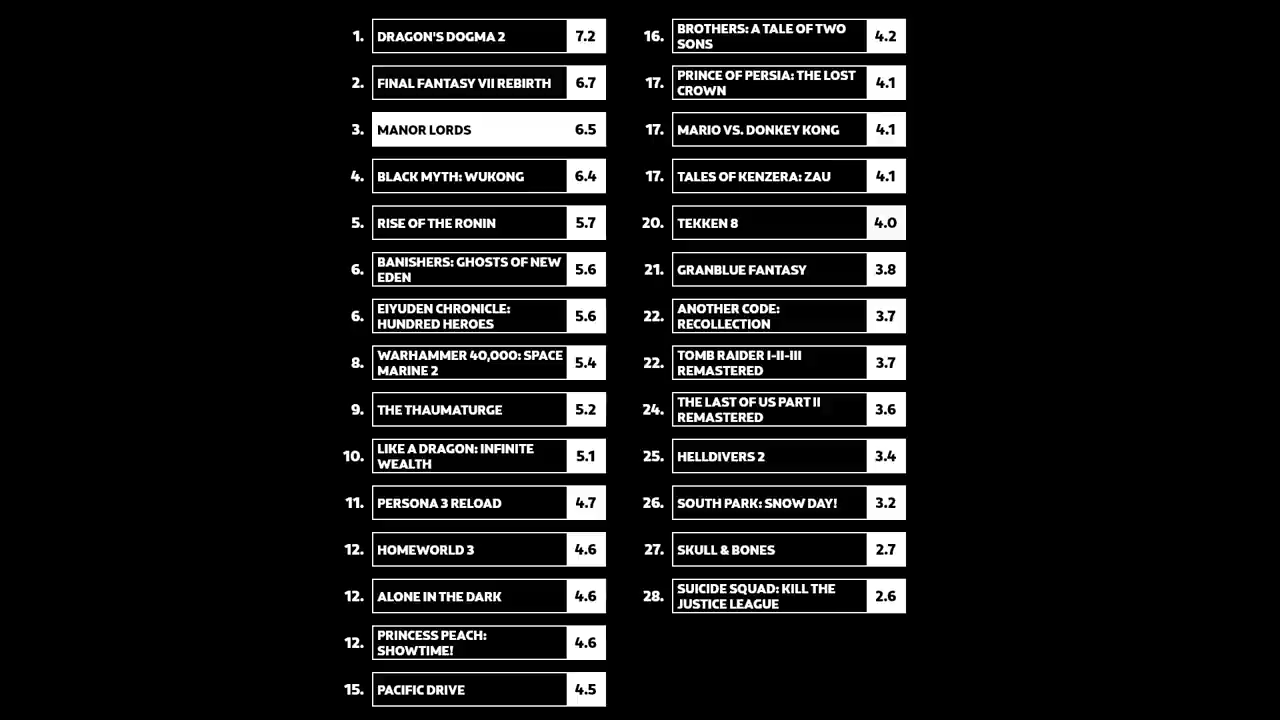 1. DRAGON'S DOGMA 2 7.2
2. FINAL FANTASY VII REBIRTH 6.7
3. MANOR LORDS 6.5
4. BLACK MYTH: WUKONG 6.4
5. RISE OF THE RONIN 5.7
6. BANISHERS: GHOSTS OF NEW
EDEN 5.6
6. EIYUDEN CHRONICLE:
HUNDRED HEROES 5.6
8. WARHAMMER 40,000: SPACE
MARINE 2 5.4
9. THE THAUMATURGE 5.2
10. LIKE A DRAGON: INFINITE
WEALTH 5.1
11. PERSONA 3 RELOAD 4.7
12. HOMEWORLD 3 4.6
12. ALONE IN THE DARK 4.6
12. PRINCESS PEACH:
SHOWTIME! 4.6
15. PACIFIC DRIVE 4.5
16. BROTHERS: A TALE OF TWO
SONS 4.2
17. PRINCE OF PERSIA: THE LOST
CROWN 4.1
17. MARIO VS. DONKEY KONG 4.1
17. TALES OF KENZERA: ZAU 4.1
20. TEKKEN 8 4.0
21. GRANBLUE FANTASY 3.8
22. ANOTHER CODE:
RECOLLECTION 3.7
22. TOMB RAIDER I-II-III
REMASTERED 3.7
24. THE LAST OF US PART II
REMASTERED 3.6
25. HELLDIVERS 2 3.4
26. SOUTH PARK: SNOW DAY! 3.2
27. SKULL & BONES 2.7
28. SUICIDE SQUAD: KILL THE
JUSTICE LEAGUE 2.6